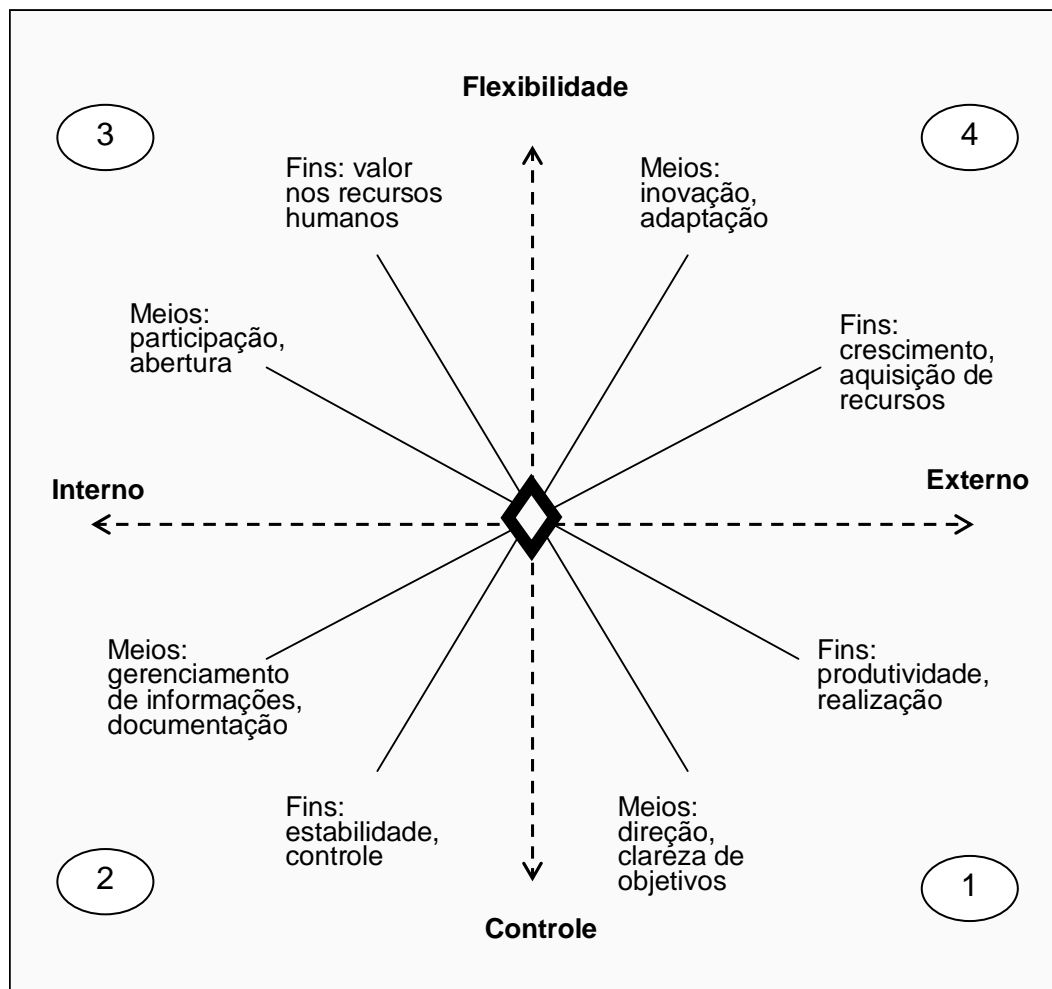 Flexibilidade
3
4
Fins: valor
nos recursos
humanos
Meios:
inovação,
adaptação
Meios:
participação,
abertura
Fins:
crescimento,
aquisição de
recursos
Interno
Externo
Meios:
gerenciamento
de informações,
documentação
Fins:
produtividade,
realização
Fins:
estabilidade,
controle
Meios:
direção,
clareza de
objetivos
2
1
Controle